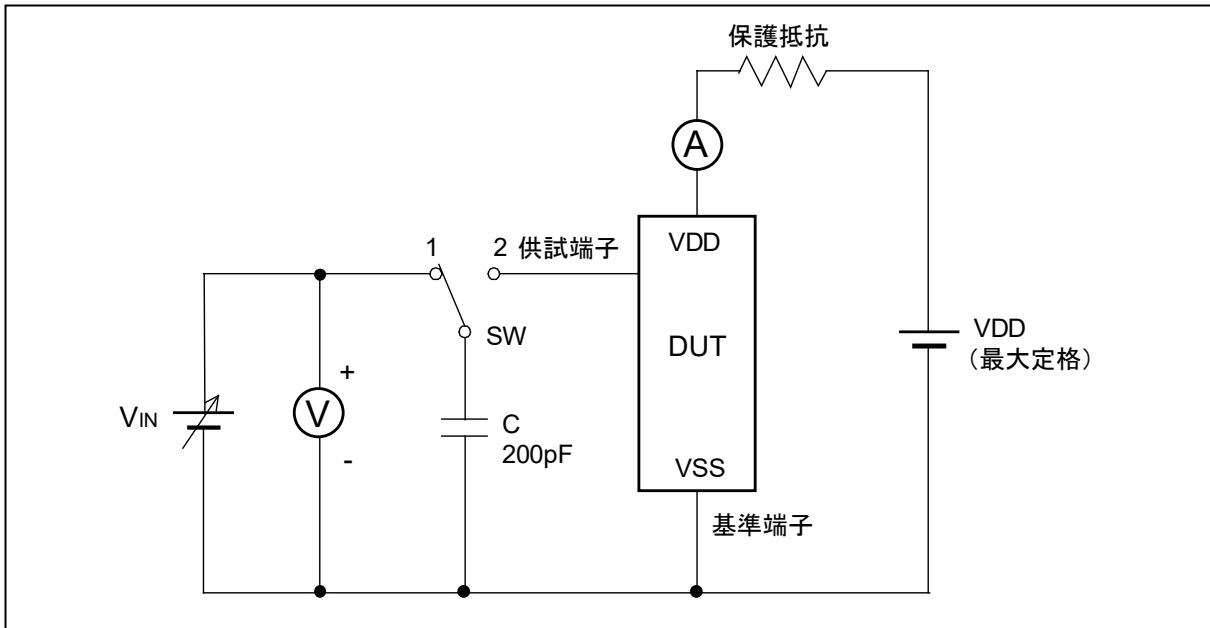 保護抵抗
A
VDD
1
2 供試端子
SW
DUT
VDD
（最大定格）
VIN
+
V
-
C
200pF
VSS
基準端子